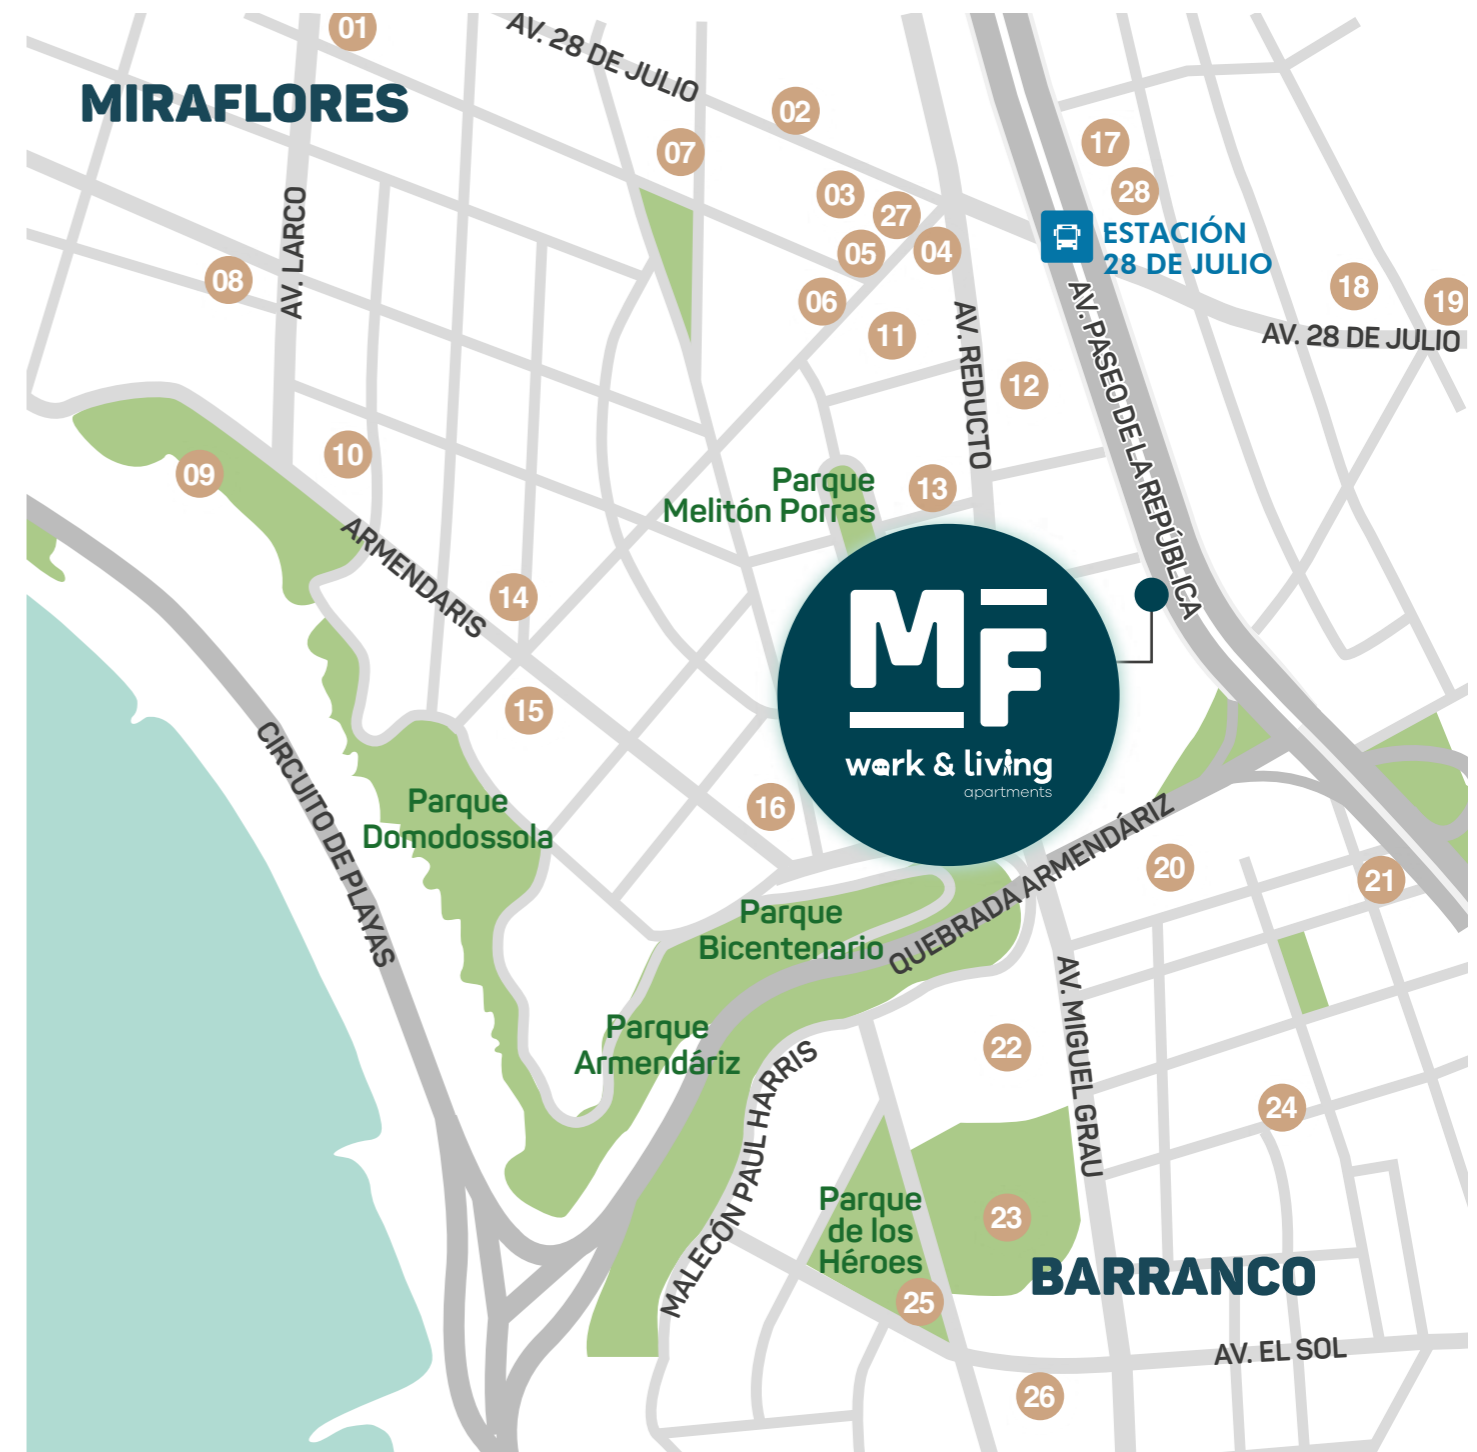 01
AV. 28 DE JULIO
MIRAFLORES
02
07
17
03
28
27
AV. LARCO
04
05
ESTACIÓN
28 DE JULIO
08
06
18
19
11
AV. 28 DE JULIO
AV. REDUCTO
AV. PASEO DE LA REPÚBLICA
12
10
09
Parque
Melitón Porras
13
ARMENDARIS
14
MF
15
work & living
apartments
CIRCUITO DE PLAYAS
Parque
Domodossola
16
QUEBRADA ARMENDÁRIZ
20
21
Parque
Bicentenario
AV. MIGUEL GRAU
Parque
Armendáriz
22
MALECÓN PAUL HARRIS
24
Parque
de los
Héroes
23
BARRANCO
25
AV. EL SOL
26